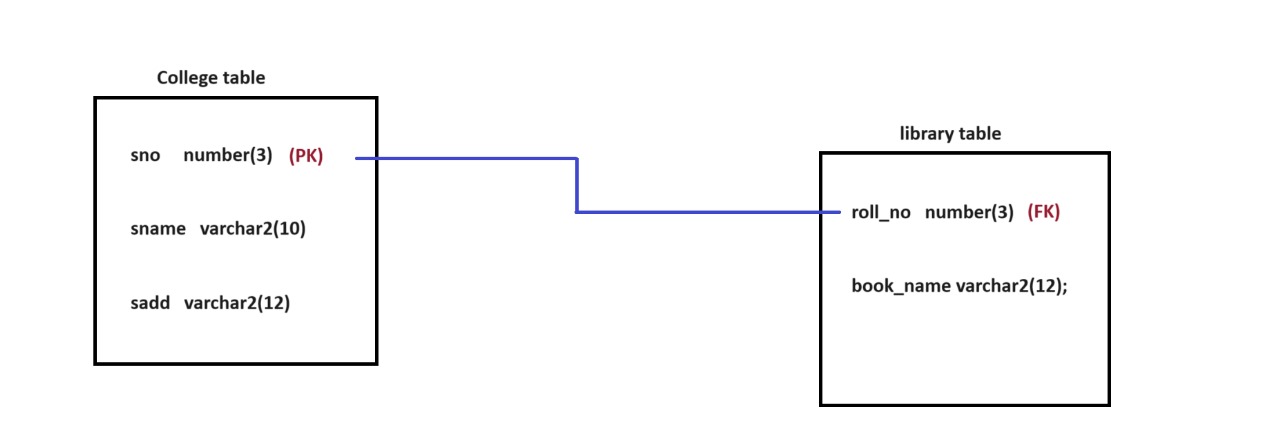 College table
sno number(3) (PK)
sname varchar2(10)
sadd varchar2(12)
library table
roll_no number(3) (FK)
book_name varchar2(12);